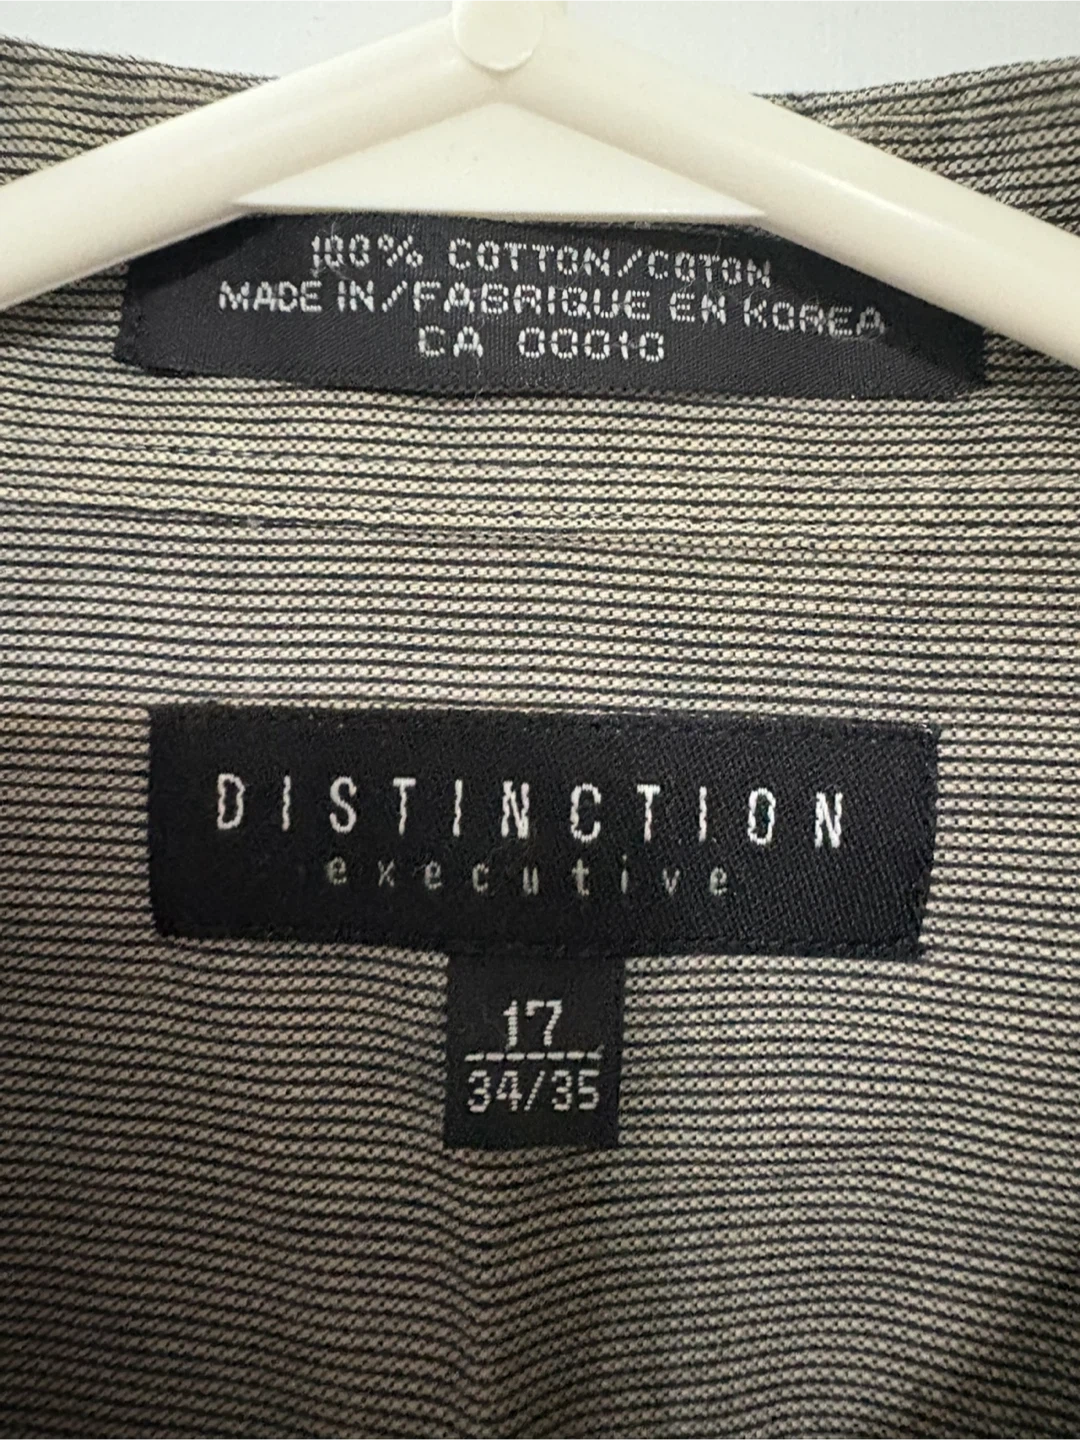 100% COTTON/COTON
MADE IN/FABRIQUE EN KOREA
CA 00010
DISTINCTION
executive
17
34/35